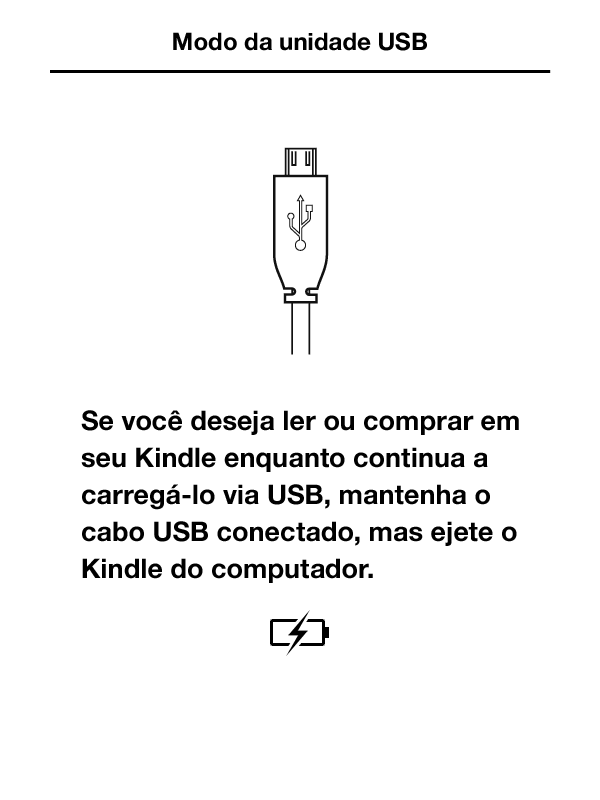 Modo da unidade USB
Se você deseja ler ou comprar em
seu Kindle enquanto continua a
carregá-lo via USB, mantenha o
cabo USB conectado, mas ejete o
Kindle do computador.